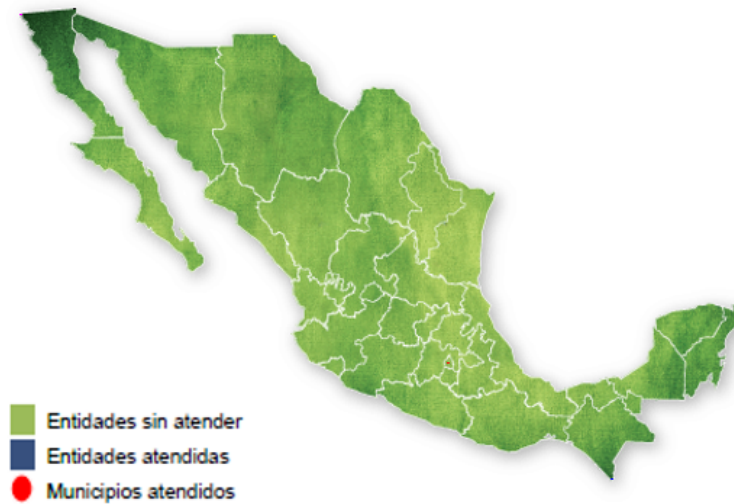 Entidades sin atender
Entidades atendidas
Municipios atendidos